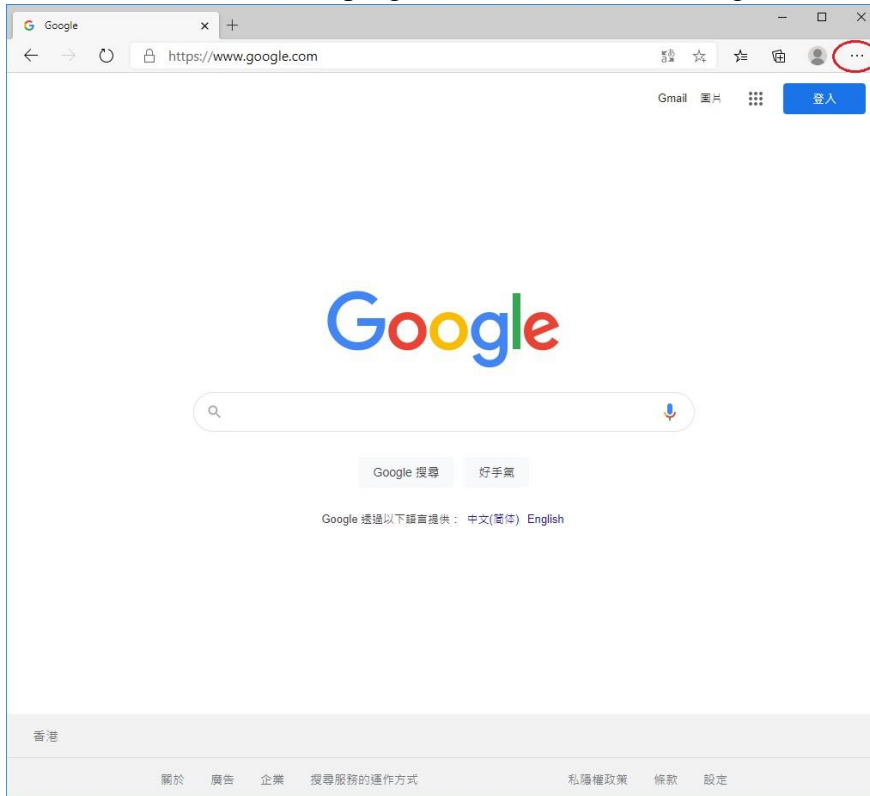 Google
https://www.google.com
Gmail 圖片 登入
Google
Google 搜尋 好手氣
Google 透過以下語言提供： 中文(简体) English
香港
關於 廣告 企業 搜尋服務的運作方式 私隱權政策 條款 設定